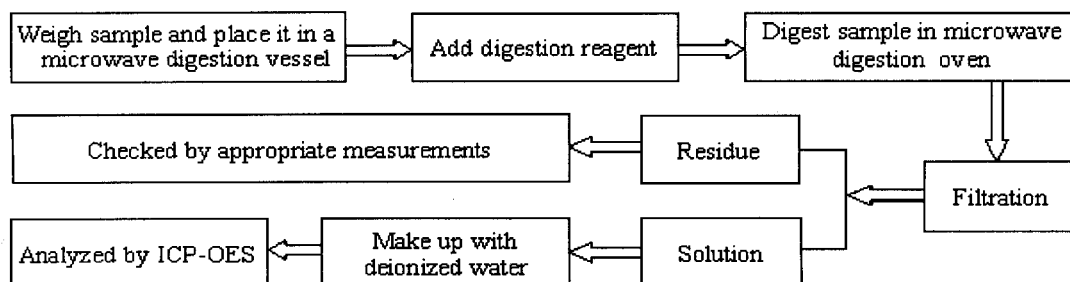 Weigh sample and place it in a
microwave digestion vessel
Add digestion reagent
Digest sample in microwave
digestion oven
Filtration
Residue
Checked by appropriate measurements
Solution
Make up with
deionized water
Analyzed by ICP-OES